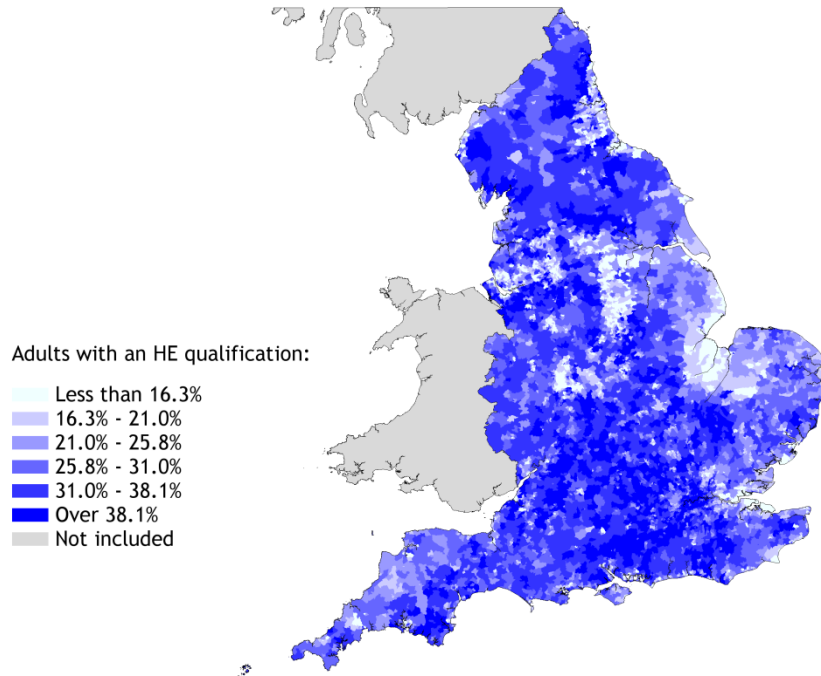 Adults with an HE qualification:
Less than 16.3%
16.3% - 21.0%
21.0% - 25.8%
25.8% - 31.0%
31.0% - 38.1%
Over 38.1%
Not included